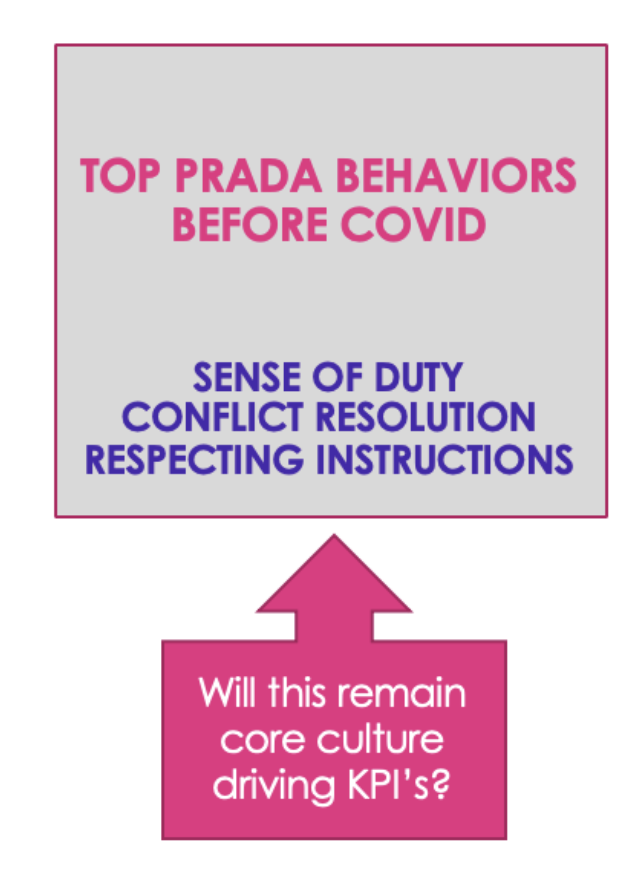 TOP PRADA BEHAVIORS
BEFORE COVID
SENSE OF DUTY
CONFLICT RESOLUTION
RESPECTING INSTRUCTIONS
Will this remain
core culture
driving KPI's?